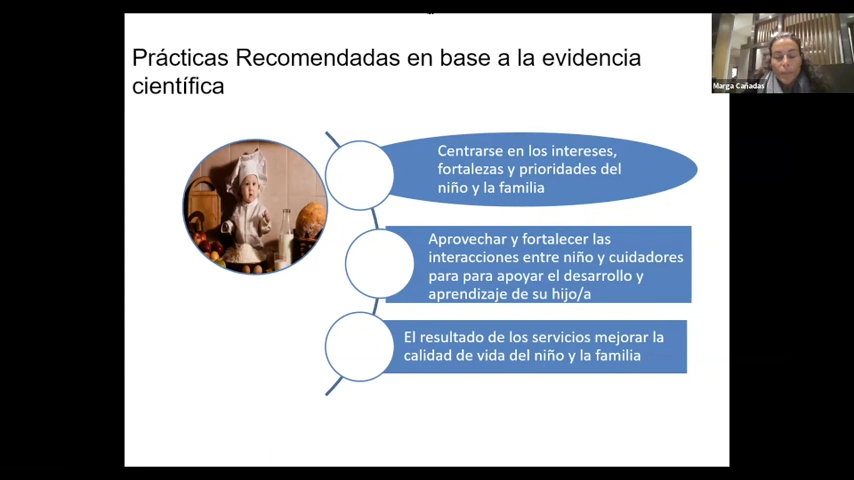 Prácticas Recomendadas en base a la evidencia
científica
Marga Cañadas
Centrarse en los intereses,
fortalezas y prioridades del
niño y la familia
Aprovechar y fortalecer las
interacciones entre niño y cuidadores
para para apoyar el desarrollo y
aprendizaje de su hijo/a
El resultado de los servicios mejorar la
calidad de vida del niño y la familia